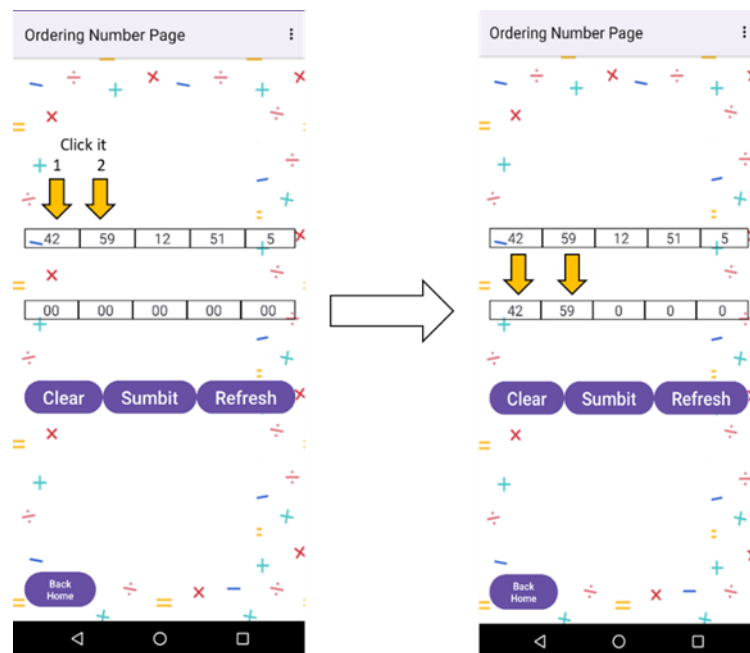 Ordering Number Page
Click it
1 2
42 59 12 51 5
00 00 00 00 00
Clear Sumbit Refresh
Back
Home
Ordering Number Page
42 59 12 51 5
42 59 0 0 0
Clear Sumbit Refresh
Back
Home